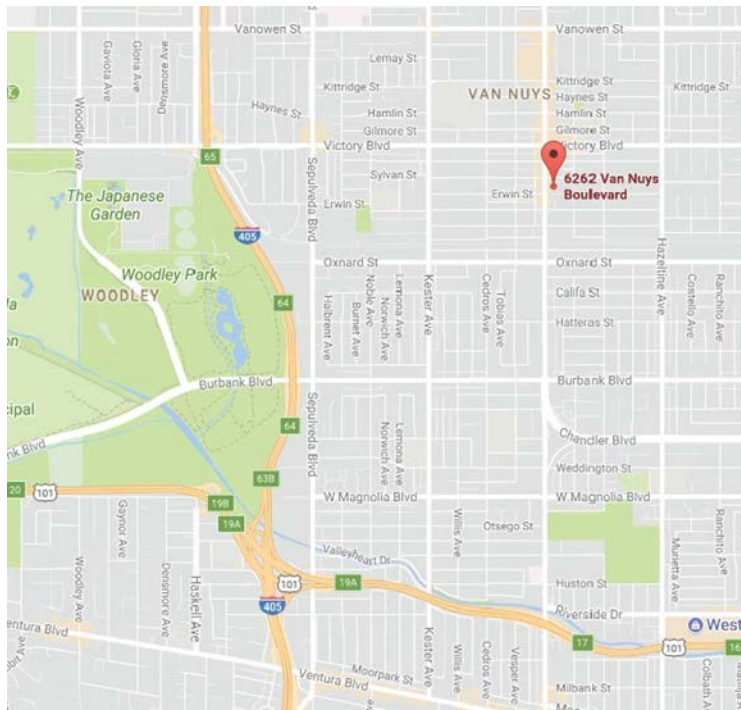 Vanowen St
Vanowen St
Gaviota Ave
Gloria Ave
Densmore Ave
Lemay St
Kittridge St
Kittridge St
Kittridge St
VAN NUYS
Haynes St
Haynes St
Woodley Ave
Hamlin St
Hamlin St
Gilmore St
Gilmore St
Victory Blvd
Victory Blvd
65
Sepulveda Blvd
Sylvan St
6262 Van Nuys
Boulevard
The Japanese
Garden
Erwin St
Erwin St
405
Hazeltine Ave
Woodley Park
Oxnard St
Oxnard St
WOODLEY
64
Halbrent Ave
Burnet Ave
Noble Ave
Norwich Ave
Lemona Ave
Kester Ave
Cedros Ave
Tobias Ave
Califa St
Hatteras St
Costello Ave
Ranchito Ave
Burbank Blvd
Burbank Blvd
cipal
nk Blvd
64
Sepulveda Blvd
Norwich Ave
Lemona Ave
Chandler Blvd
Weddington St
63B
20
101
W Magnolia Blvd
W Magnolia Blvd
19B
19A
Gaynor Ave
Willis Ave
Otsego St
Ranchito Ave
Murietta Ave
Valleyheart Dr
Woodley Ave
Densmore Ave
Haskell Ave
101
19A
Huston St
405
Riverside Dr
West
entura Blvd
Kester Ave
Willis Ave
Cedros Ave
Vesper Ave
17
101
16
Moorpark St
Ventura Blvd
Milbank St
Colbath Ave